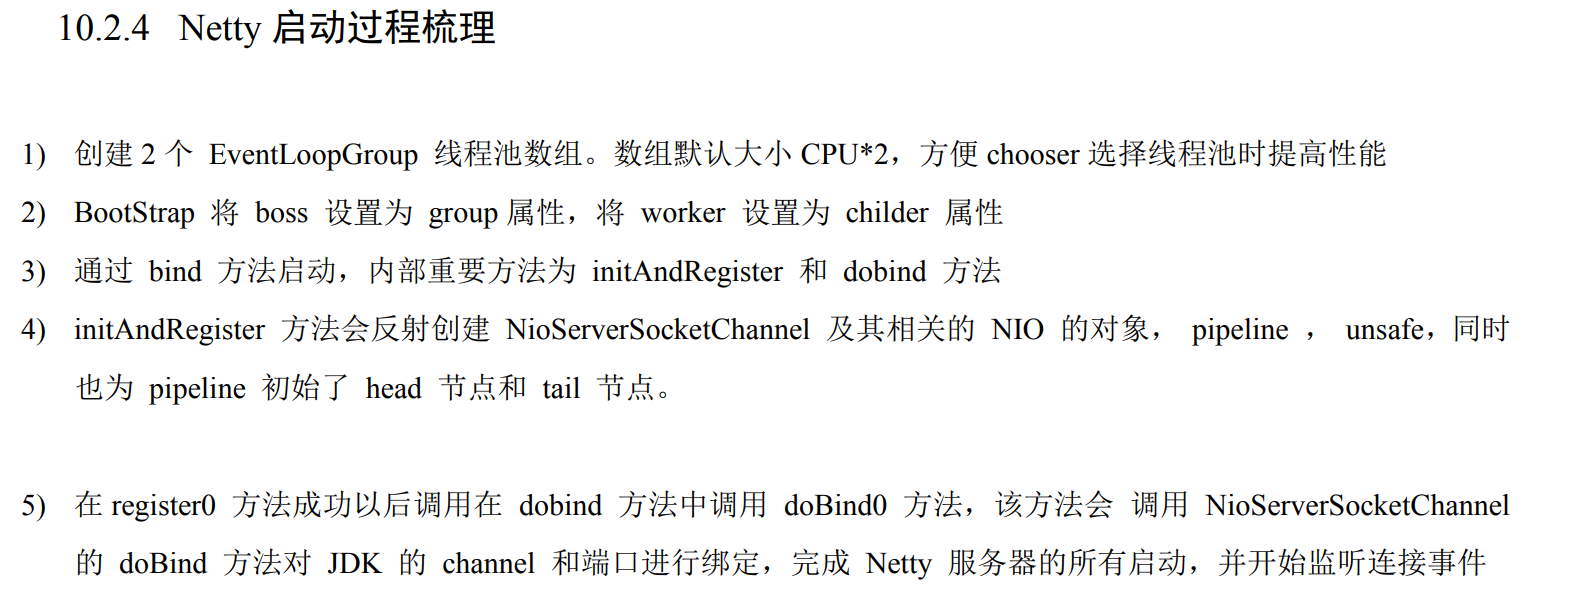 10.2.4 Netty 启动过程梳理
1) 创建 2 个 EventLoopGroup 线程池数组。数组默认大小 CPU*2，方便 chooser 选择线程池时提高性能
2) BootStrap 将 boss 设置为 group 属性，将 worker 设置为 childer 属性
3) 通过 bind 方法启动，内部重要方法为 initAndRegister 和 dobind 方法
4) initAndRegister 方法会反射创建 NioServerSocketChannel 及其相关的 NIO 的对象， pipeline ， unsafe，同时
也为 pipeline 初始了 head 节点和 tail 节点。
5) 在 register0 方法成功以后调用在 dobind 方法中调用 doBind0 方法，该方法会 调用 NioServerSocketChannel
的 doBind 方法对 JDK 的 channel 和端口进行绑定，完成 Netty 服务器的所有启动，并开始监听连接事件